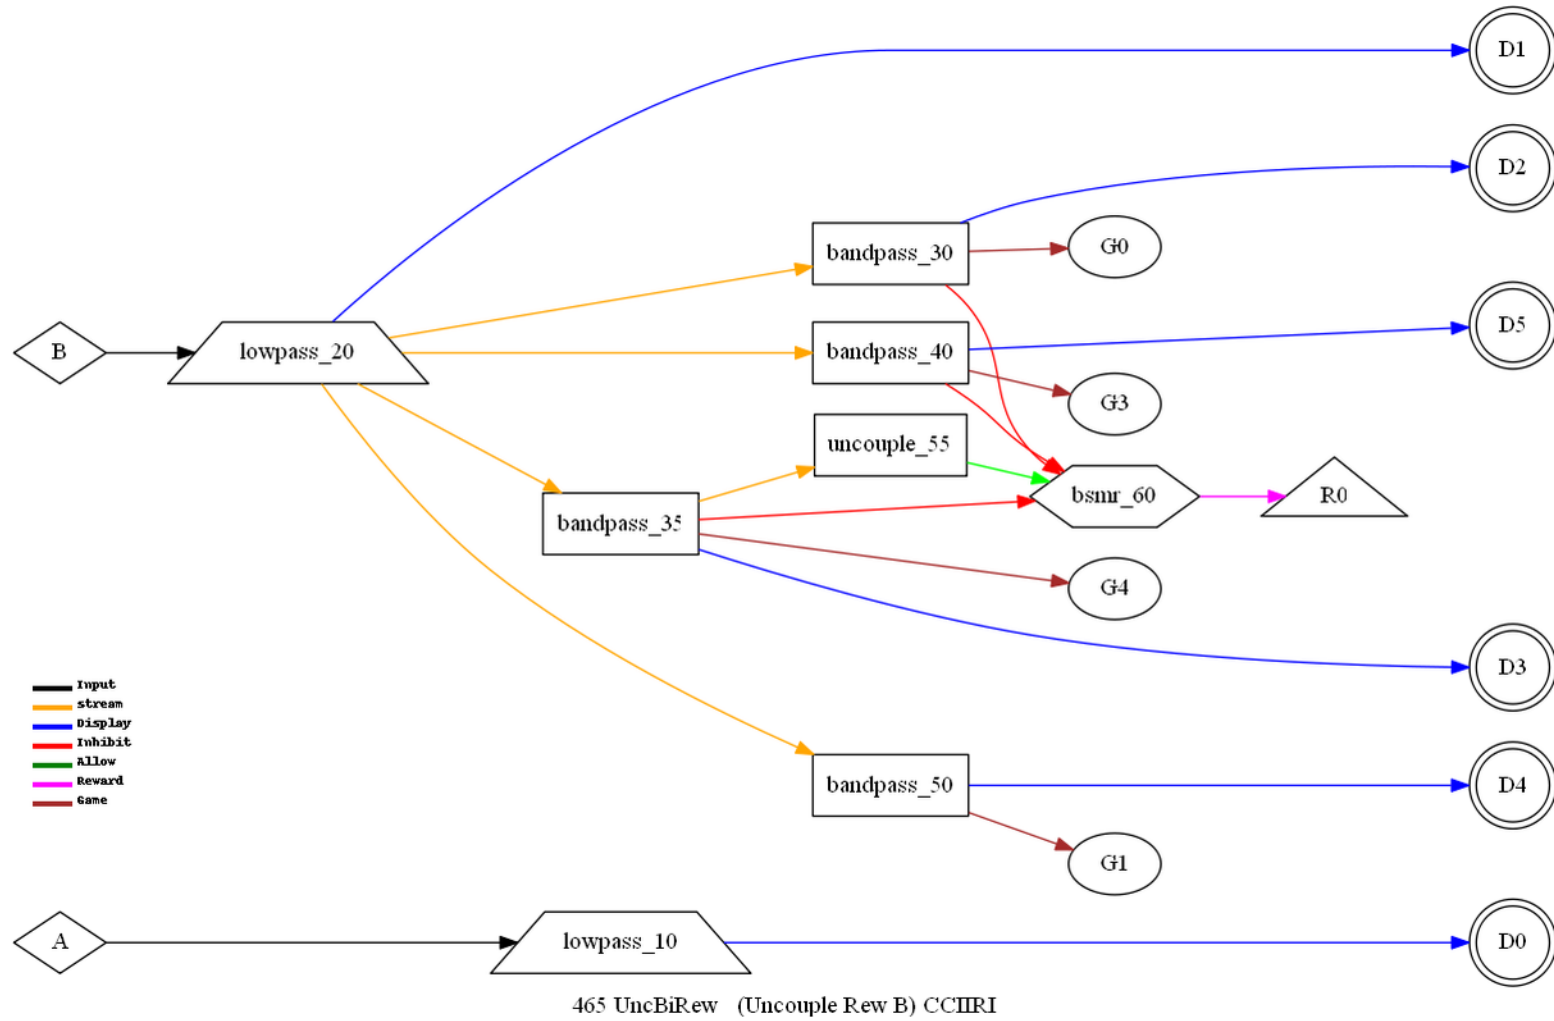 D1
D2
bandpass_30
G0
D5
B
lowpass_20
bandpass_40
G3
uncouple_55
bsmr_60
R0
bandpass_35
G4
D3
Input
stream
Display
Inhibit
Allow
Reward
Game
bandpass_50
D4
G1
A
lowpass_10
D0
465 UncBiRew (Uncouple Rew B) CCIIRI